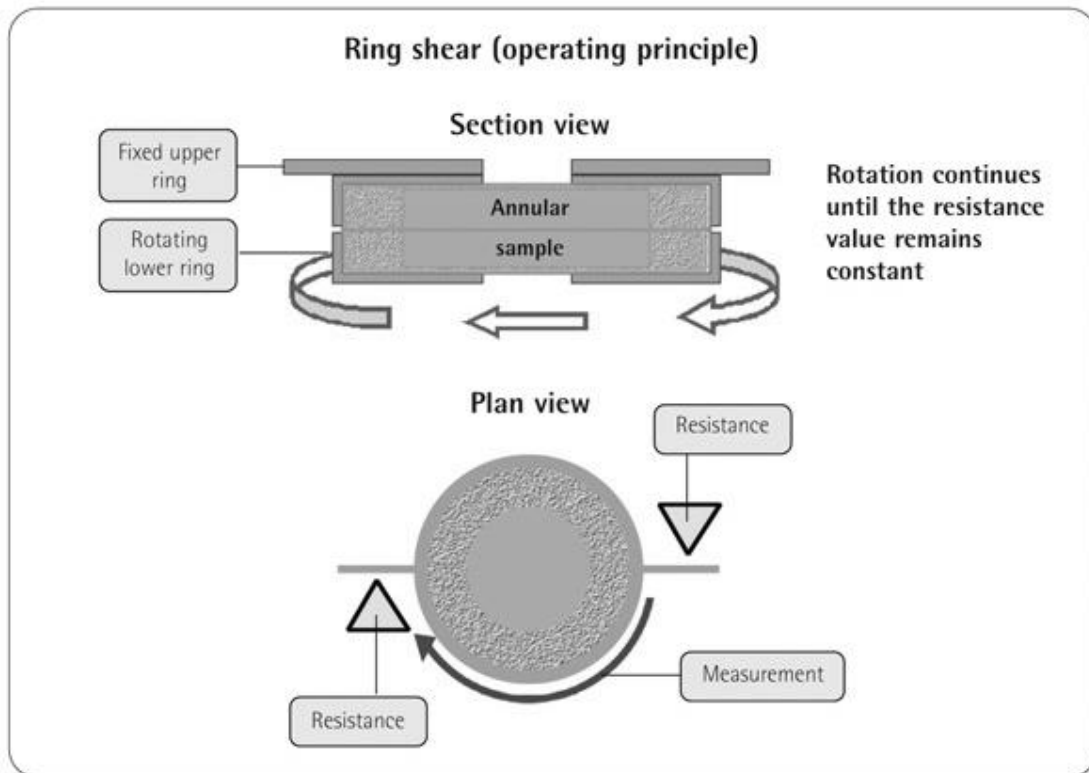 Ring shear (operating principle)
Section view
Fixed upper
ring
Rotating
lower ring
Annular
sample
Rotation continues
until the resistance
value remains
constant
Plan view
Resistance
Measurement
Resistance